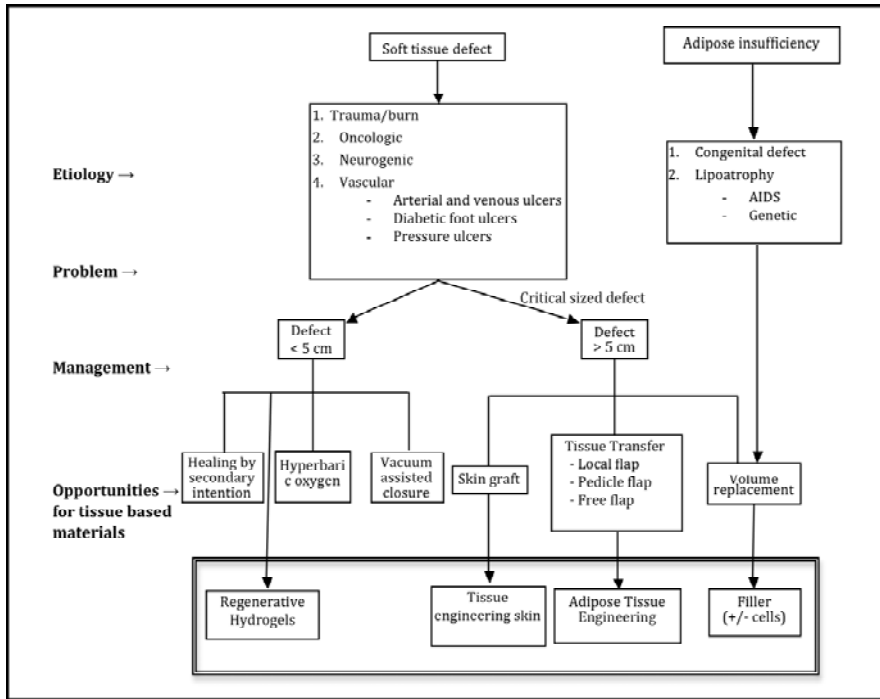 Soft tissue defect
Adipose insufficiency
1. Trauma/burn
2. Oncologic
3. Neurogenic
4. Vascular
- Arterial and venous ulcers
- Diabetic foot ulcers
- Pressure ulcers
1. Congenital defect
2. Lipoatrophy
- AIDS
- Genetic
Etiology →
Problem →
Critical sized defect
Defect
< 5 cm
Defect
> 5 cm
Management →
Healing by
secondary
intention
Hyperbari
c oxygen
Vacuum
assisted
closure
Skin graft
Tissue Transfer
- Local flap
- Pedicle flap
- Free flap
Volume
replacement
Opportunities →
for tissue based
materials
Regenerative
Hydrogels
Tissue
engineering skin
Adipose Tissue
Engineering
Filler
(+/- cells)